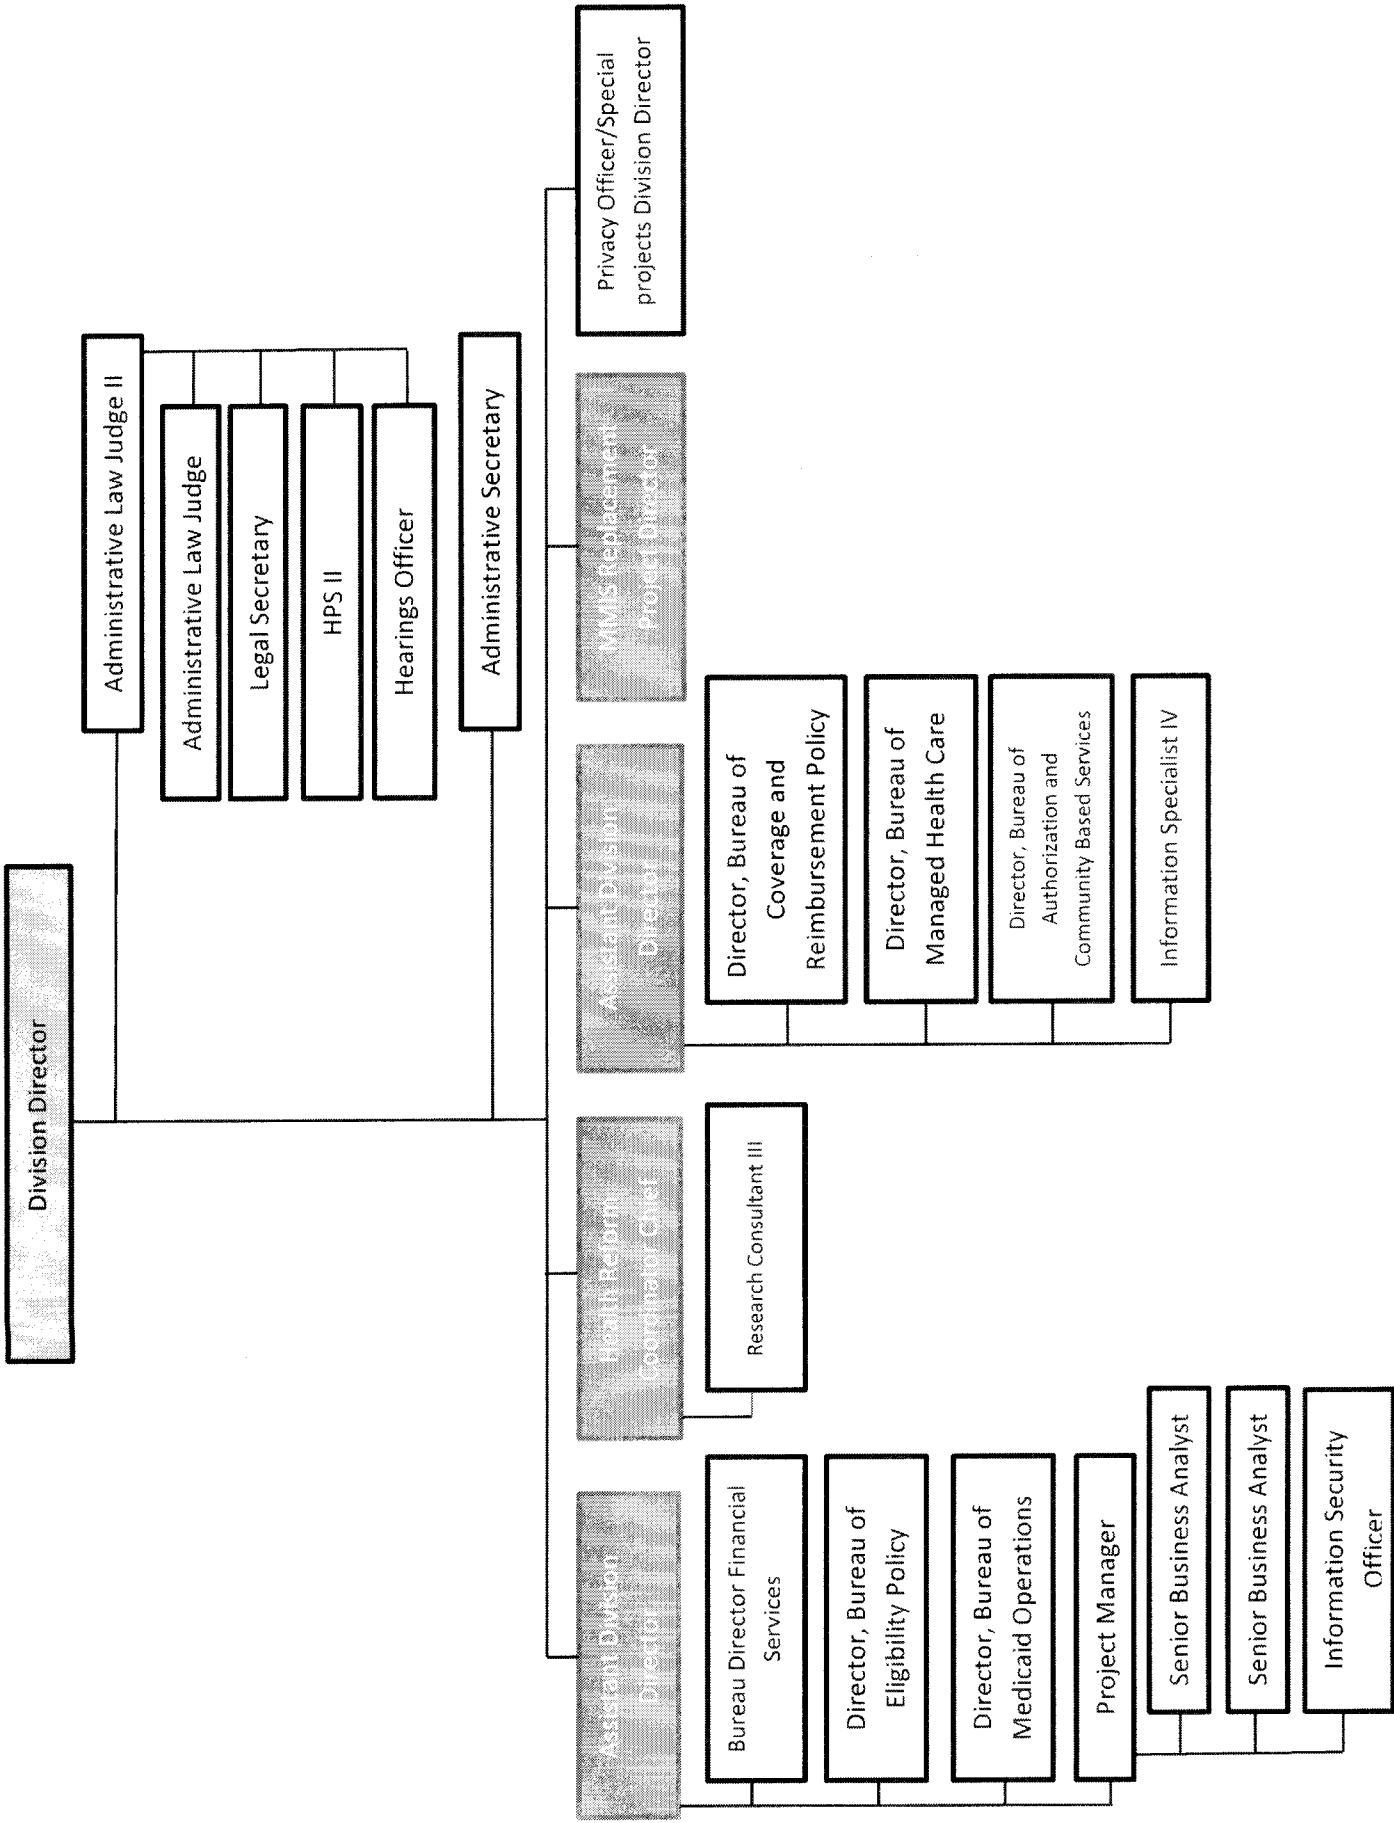 Division Director
Administrative Law Judge II
Administrative Law Judge
Legal Secretary
HPS II
Hearings Officer
Administrative Secretary
Assistant Division
Director
Health Reform
Coordinator Chief
Assistant Division
Director
MMIS Replacement
Project Director
Privacy Officer/Special
projects Division Director
Bureau Director Financial
Services
Director, Bureau of
Eligibility Policy
Director, Bureau of
Medicaid Operations
Project Manager
Senior Business Analyst
Senior Business Analyst
Information Security
Officer
Research Consultant III
Director, Bureau of
Coverage and
Reimbursement Policy
Director, Bureau of
Managed Health Care
Director, Bureau of
Authorization and
Community Based Services
Information Specialist IV